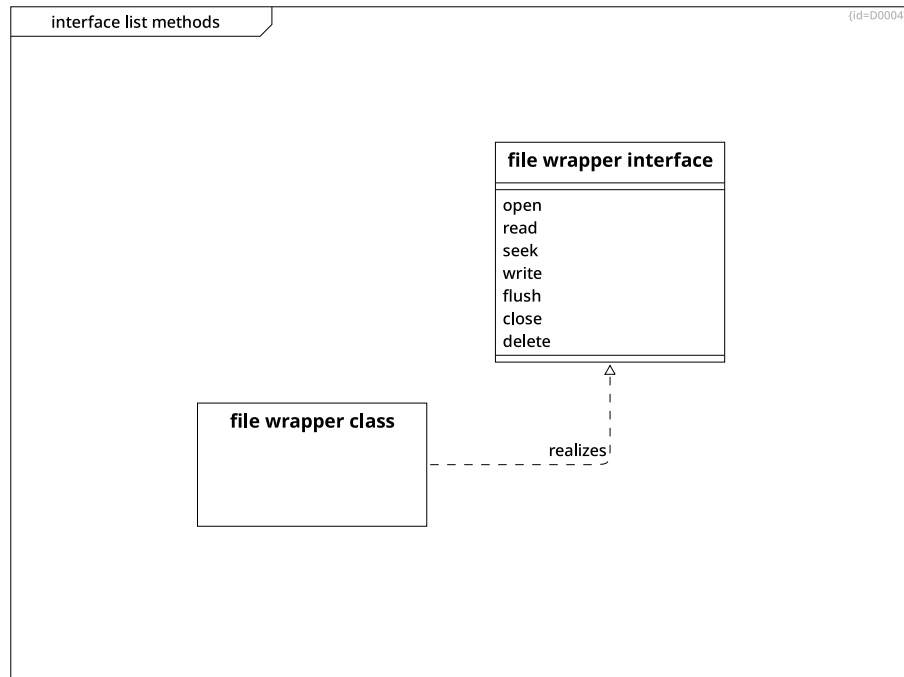 interface list methods
{id=D0004
file wrapper interface
open
read
seek
write
flush
close
delete
file wrapper class
realizes